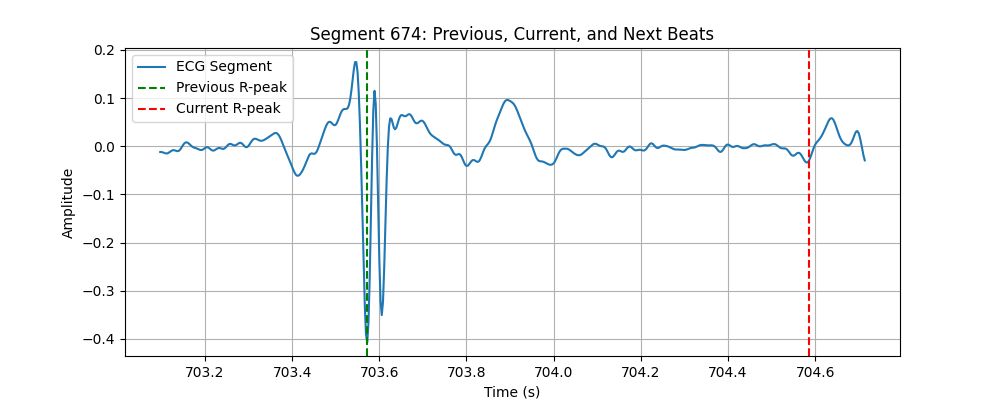 Segment 674: Previous, Current, and Next Beats
ECG Segment
Previous R-peak
Current R-peak
0.2
0.1
0.0
−0.1
−0.2
−0.3
−0.4
Amplitude
703.2 703.4 703.6 703.8 704.0 704.2 704.4 704.6
Time (s)